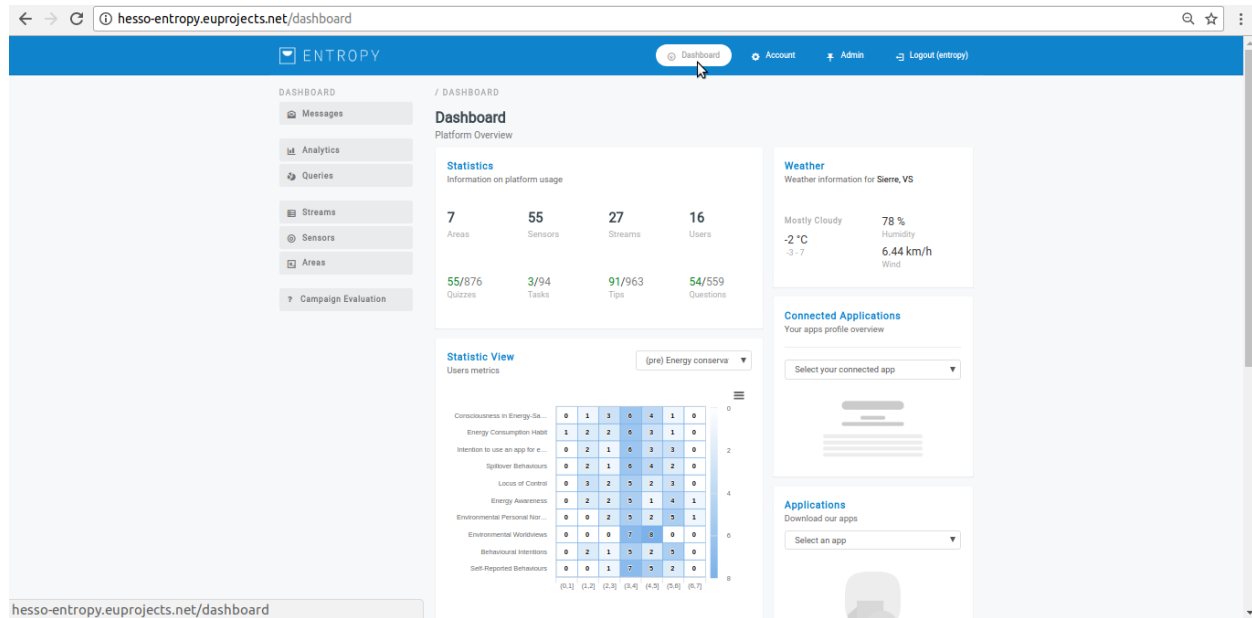 hesso-entropy.euprojects.net/dashboard
ENTROPY
Dashboard
Account
Admin
Logout (entropy)
DASHBOARD
Messages
Analytics
Queries
Streams
Sensors
Areas
? Campaign Evaluation
/ DASHBOARD
Dashboard
Platform Overview
Statistics
Information on platform usage
7 55 27 16
Areas Sensors Streams Users
55/876 3/94 91/963 54/559
Quizzes Tasks Tips Questions
Weather
Weather information for Sierre, VS
Mostly Cloudy
-2 °C
-3 - 7
78 %
Humidity
6.44 km/h
Wind
Connected Applications
Your apps profile overview
Select your connected app
Applications
Download our apps
Select an app
Statistic View
Users metrics
(pre) Energy conserva
Consciousness in Energy-Sa... 0 1 3 6 4 1 0
Energy Consumption Habit 1 2 2 6 3 1 0
Intention to use an app for e... 0 2 1 6 3 3 0
Spillover Behaviours 0 2 1 6 4 2 0
Locus of Control 0 3 2 5 2 3 0
Energy Awareness 0 2 2 5 1 4 1
Environmental Personal Nor... 0 0 2 5 2 5 1
Environmental Worldviews 0 0 0 7 8 0 0
Behavioural Intentions 0 2 1 5 2 5 0
Self-Reported Behaviours 0 0 1 7 5 2 0
(0,1] (1,2] (2,3] (3,4] (4,5] (5,6] (6,7]
0
2
4
6
8
hesso-entropy.euprojects.net/dashboard